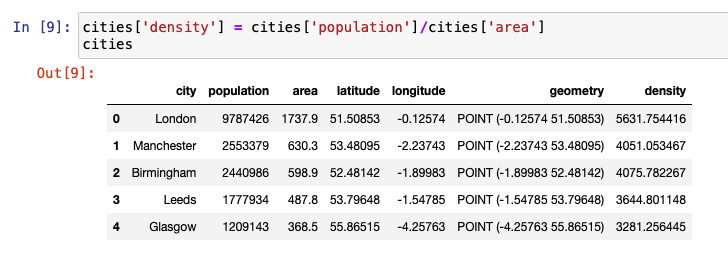 In [9]: cities['density'] = cities['population']/cities['area']
cities
Out[9]:
city population area latitude longitude geometry density
0 London 9787426 1737.9 51.50853 -0.12574 POINT (-0.12574 51.50853) 5631.754416
1 Manchester 2553379 630.3 53.48095 -2.23743 POINT (-2.23743 53.48095) 4051.053467
2 Birmingham 2440986 598.9 52.48142 -1.89983 POINT (-1.89983 52.48142) 4075.782267
3 Leeds 1777934 487.8 53.79648 -1.54785 POINT (-1.54785 53.79648) 3644.801148
4 Glasgow 1209143 368.5 55.86515 -4.25763 POINT (-4.25763 55.86515) 3281.256445